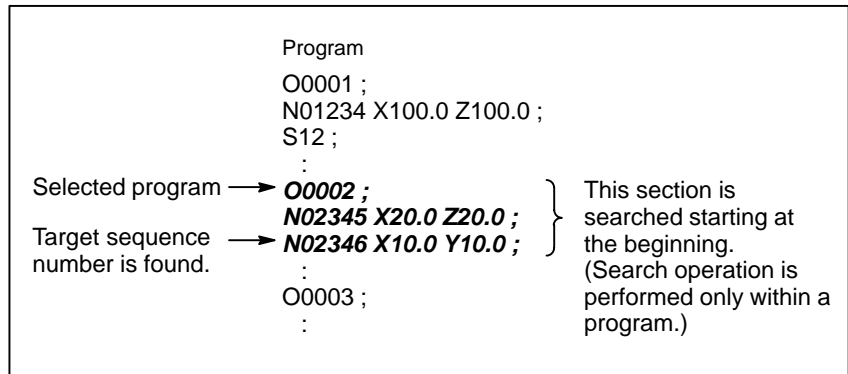 Program
O0001 ;
N01234 X100.0 Z100.0 ;
S12 ;
:
Selected program
O0002 ;
N02345 X20.0 Z20.0 ;
Target sequence
number is found.
N02346 X10.0 Y10.0 ;
:
O0003 ;
:
This section is
searched starting at
the beginning.
(Search operation is
performed only within a
program.)